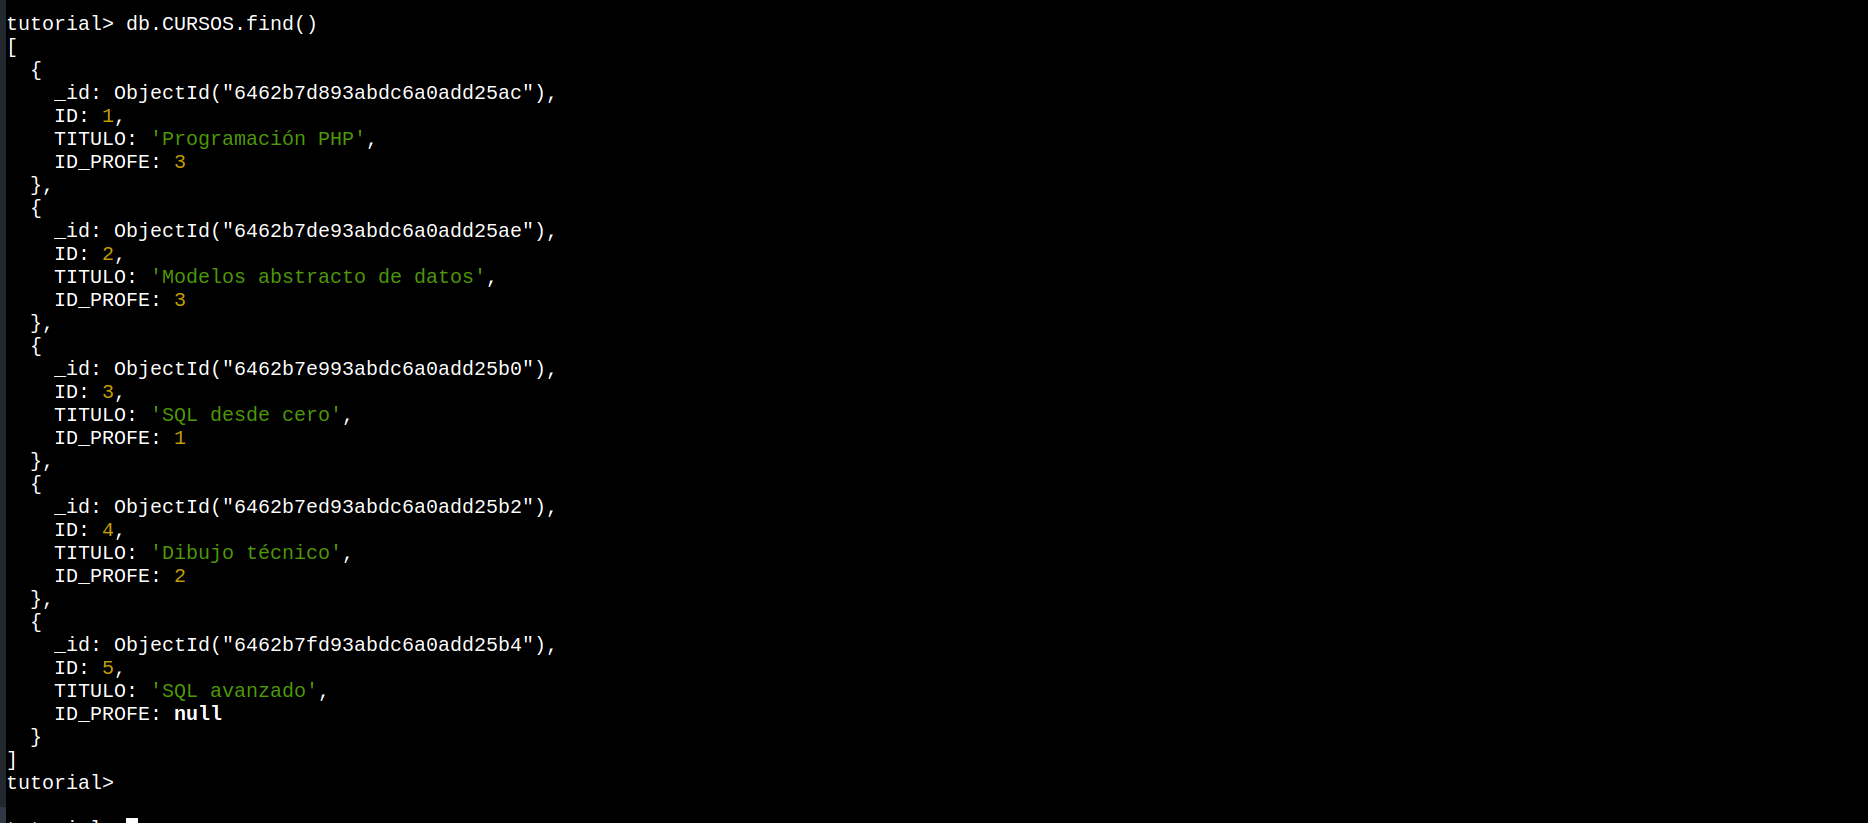 tutorial> db.CURSOS.find()
[
  {
    _id: ObjectId("6462b7d893abdc6a0add25ac"),
    ID: 1,
    TITULO: 'Programación PHP',
    ID_PROFE: 3
  },
  {
    _id: ObjectId("6462b7de93abdc6a0add25ae"),
    ID: 2,
    TITULO: 'Modelos abstracto de datos',
    ID_PROFE: 3
  },
  {
    _id: ObjectId("6462b7e993abdc6a0add25b0"),
    ID: 3,
    TITULO: 'SQL desde cero',
    ID_PROFE: 1
  },
  {
    _id: ObjectId("6462b7ed93abdc6a0add25b2"),
    ID: 4,
    TITULO: 'Dibujo técnico',
    ID_PROFE: 2
  },
  {
    _id: ObjectId("6462b7fd93abdc6a0add25b4"),
    ID: 5,
    TITULO: 'SQL avanzado',
    ID_PROFE: null
  }
]
tutorial>